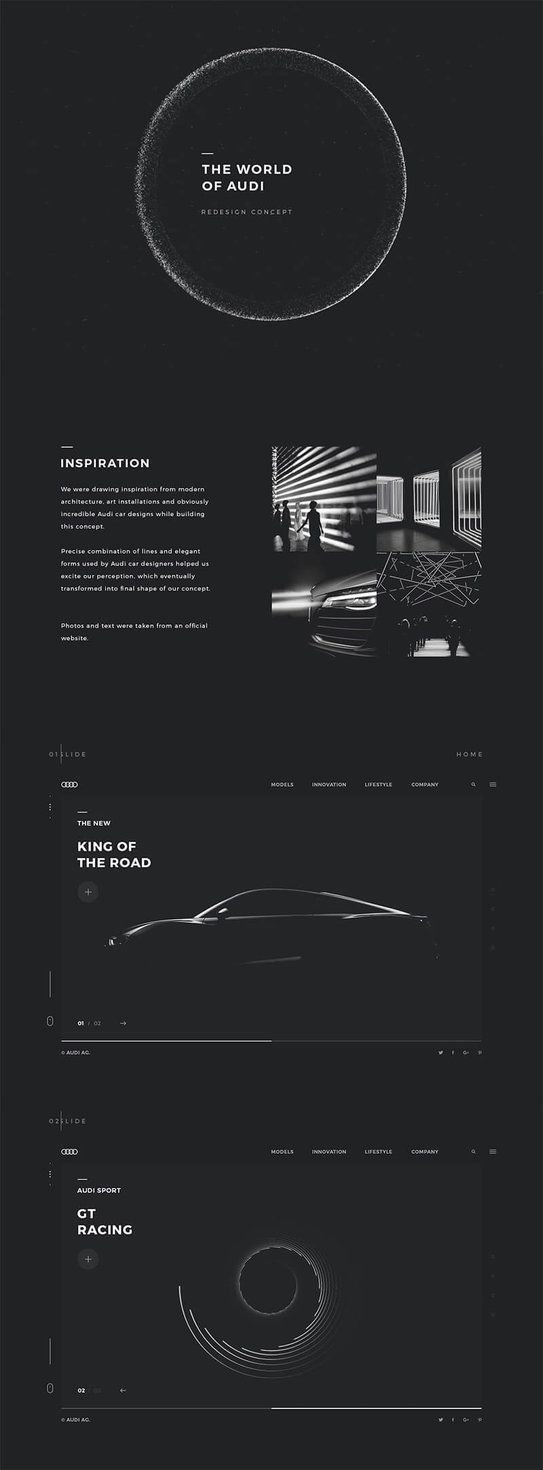 THE WORLD
OF AUDI
REDESIGN CONCEPT
INSPIRATION
We were drawing inspiration from modern
architecture, art installations and obviously
incredible Audi car designs while building
this concept.
Precise combination of lines and elegant
forms used by Audi car designers helped us
excite our perception, which eventually
transformed into final shape of our concept.
Photos and text were taken from an official
website.
01 SLIDE
HOME
MODELS INNOVATION LIFESTYLE COMPANY
THE NEW
KING OF
THE ROAD
01 / 02
© AUDI AG.
02 SLIDE
MODELS INNOVATION LIFESTYLE COMPANY
AUDI SPORT
GT
RACING
02
© AUDI AG.